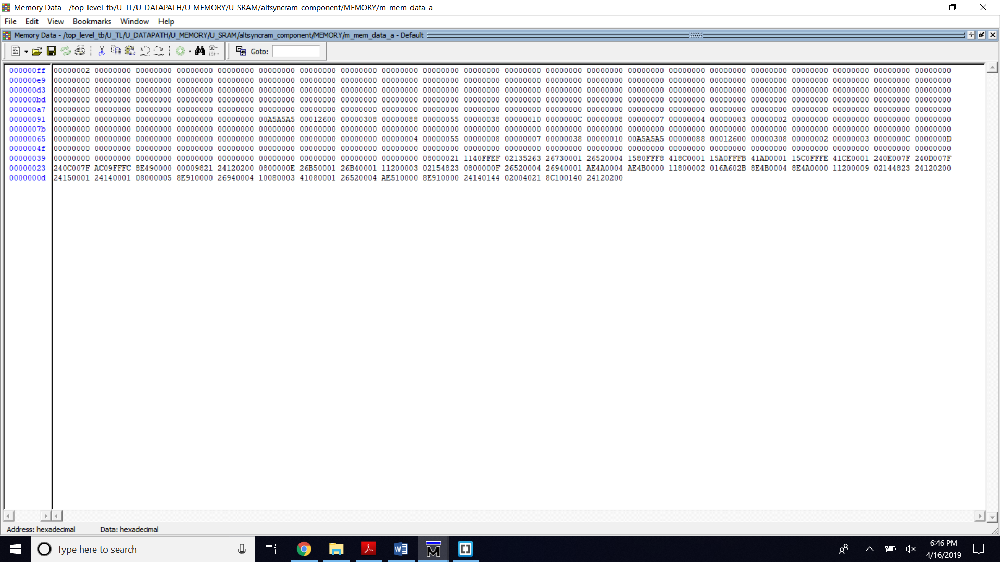 Memory Data - /top_level_tb/U_TL/U_DATAPATH/U_MEMORY/U_SRAM/altsyncram_component/MEMORY/m_mem_data_a
File Edit View Bookmarks Window Help
Memory Data - /top_level_tb/U_TL/U_DATAPATH/U_MEMORY/U_SRAM/altsyncram_component/MEMORY/m_mem_data_a - Default
Goto:
000000ff 00000002 00000000 00000000 00000000 00000000 00000000 00000000 00000000 00000000 00000000 00000000 00000000 00000000 00000000 00000000 00000000 00000000 00000000 00000000 00000000 00000000 00000000
000000e9 00000000 00000000 00000000 00000000 00000000 00000000 00000000 00000000 00000000 00000000 00000000 00000000 00000000 00000000 00000000 00000000 00000000 00000000 00000000 00000000 00000000 00000000
000000d3 00000000 00000000 00000000 00000000 00000000 00000000 00000000 00000000 00000000 00000000 00000000 00000000 00000000 00000000 00000000 00000000 00000000 00000000 00000000 00000000 00000000 00000000
000000bd 00000000 00000000 00000000 00000000 00000000 00000000 00000000 00000000 00000000 00000000 00000000 00000000 00000000 00000000 00000000 00000000 00000000 00000000 00000000 00000000 00000000 00000000
000000a7 00000000 00000000 00000000 00000000 00000000 00000000 00000000 00000000 00000000 00000000 00000000 00000000 00000000 00000000 00000000 00000000 00000000 00000000 00000000 00000000 00000000 00000000
00000091 00000000 00000000 00000000 00000000 00000000 00A5A5A5 00012600 00000308 00000088 00000055 00000038 00000010 0000000C 00000008 00000007 00000004 00000003 00000002 00000000 00000000 00000000 00000000
0000007b 00000000 00000000 00000000 00000000 00000000 00000000 00000000 00000000 00000000 00000000 00000000 00000000 00000000 00000000 00000000 00000000 00000000 00000000 00000000 00000000 00000000 00000000
00000065 00000000 00000000 00000000 00000000 00000000 00000000 00000000 00000000 00000004 00000055 00000008 00000007 00000038 00000010 00A5A5A5 00000088 00012600 00000308 00000002 00000003 0000000C 0000000D
0000004f 00000000 00000000 00000000 00000000 00000000 00000000 00000000 00000000 00000000 00000000 00000000 00000000 00000000 00000000 00000000 00000000 00000000 00000000 00000000 00000000 00000000 00000000
00000039 00000000 00000000 00000000 00000000 00000000 00000000 00000000 00000000 00000000 08000021 1140FFEF 02135263 26730001 26520004 1580FFF8 418C0001 15A0FFFB 41AD0001 15C0FFFE 41CE0001 240E007F 240D007F
00000023 240C007F AC09FFFC 8E490000 00009821 24120200 0800000E 26B50001 26B40001 11200003 02154823 0800000F 26520004 26940001 AE4A0004 AE4B0000 11800002 016A602B 8E4B0004 8E4A0000 11200009 02144823 24120200
0000000d 24150001 24140001 08000005 8E910000 26940004 10080003 41080001 26520004 AE510000 8E910000 24140144 02004021 8C100140 24120200
Address: hexadecimal Data: hexadecimal
Type here to search
6:46 PM
4/16/2019